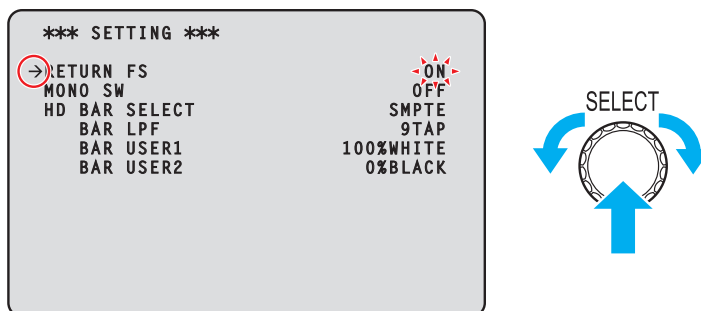 *** SETTING ***
→RETURN FS ON
MONO SW OFF
HD BAR SELECT SMPTE
BAR LPF 9TAP
BAR USER1 100%WHITE
BAR USER2 0%BLACK
SELECT